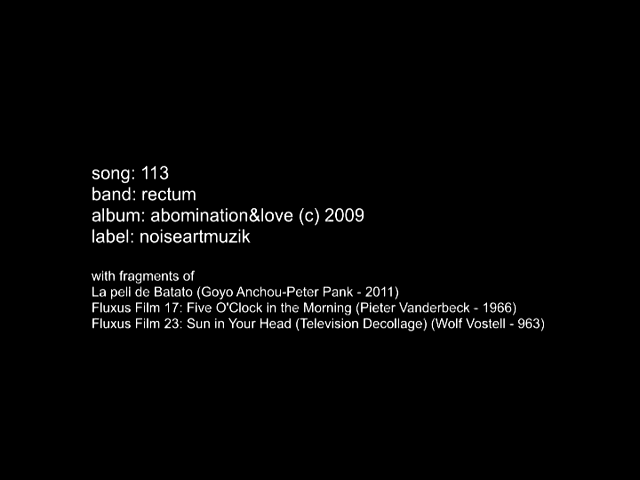 song: 113
band: rectum
album: abomination&love (c) 2009
label: noiseartmuzik
with fragments of
La peli de Batato (Goyo Anchou-Peter Pank - 2011)
Fluxus Film 17: Five O'Clock in the Morning (Pieter Vanderbeck - 1966)
Fluxus Film 23: Sun in Your Head (Television Decollage) (Wolf Vostell - 963)